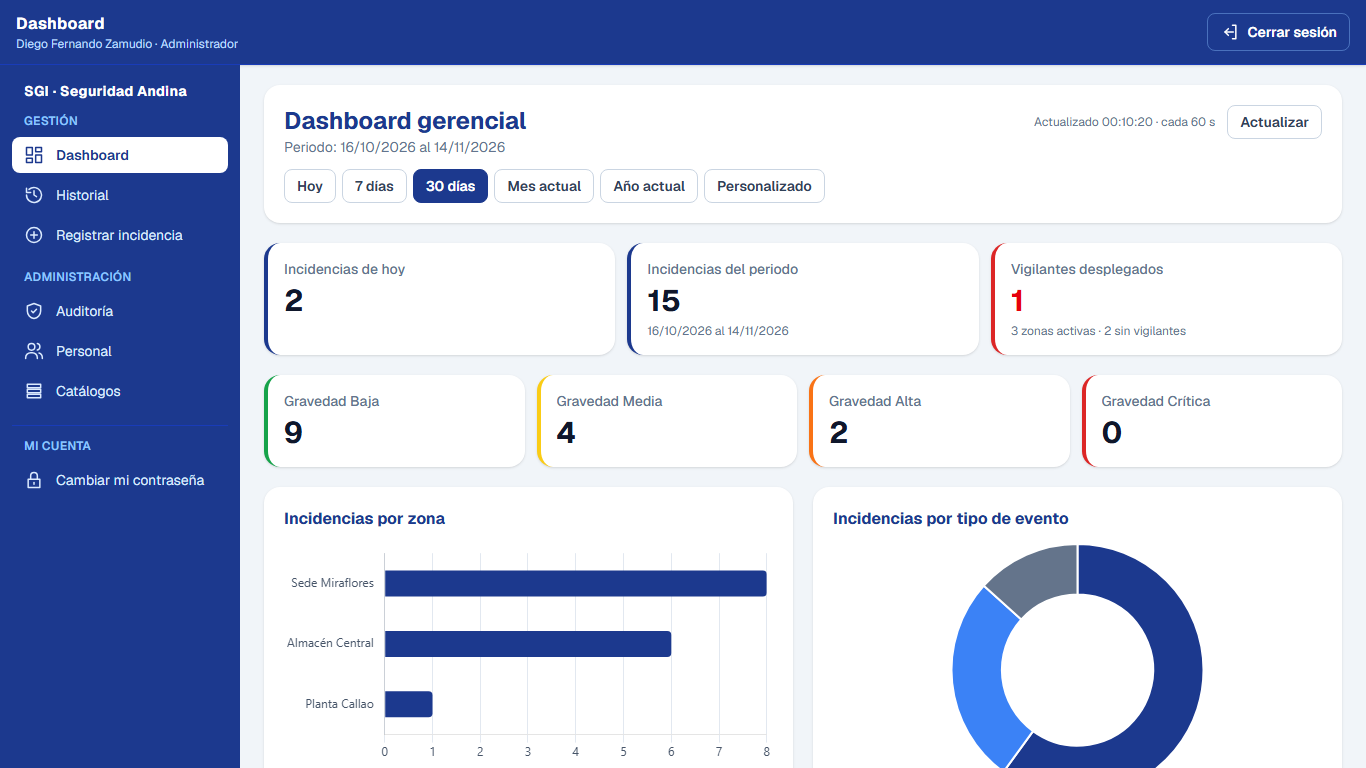 Dashboard
Diego Fernando Zamudio · Administrador
Cerrar sesión
SGI · Seguridad Andina
GESTIÓN
Dashboard
Historial
Registrar incidencia
ADMINISTRACIÓN
Auditoría
Personal
Catálogos
MI CUENTA
Cambiar mi contraseña
Dashboard gerencial
Actualizado 00:10:20 · cada 60 s
Actualizar
Periodo: 16/10/2026 al 14/11/2026
Hoy
7 días
30 días
Mes actual
Año actual
Personalizado
Incidencias de hoy
2
Incidencias del periodo
15
16/10/2026 al 14/11/2026
Vigilantes desplegados
1
3 zonas activas · 2 sin vigilantes
Gravedad Baja
9
Gravedad Media
4
Gravedad Alta
2
Gravedad Crítica
0
Incidencias por zona
Sede Miraflores
Almacén Central
Planta Callao
0 1 2 3 4 5 6 7 8
Incidencias por tipo de evento